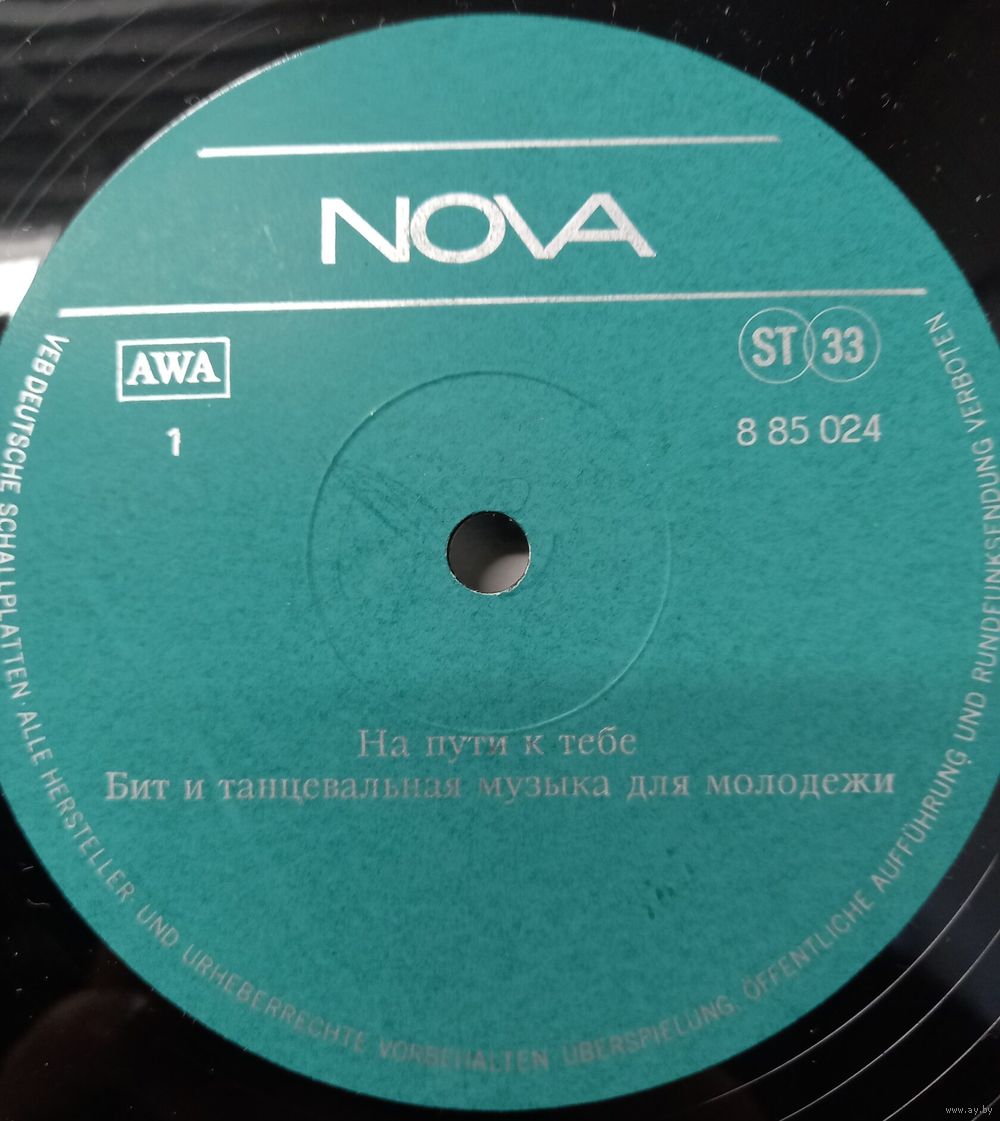 NOVA
AWA
ST 33
1
8 85 024
На пути к тебе
Бит и танцевальная музыка для молодежи
VEB DEUTSCHE SCHALLPLATTEN · ALLE HERSTELLER- UND URHEBERRECHTE VORBEHALTEN ÜBERSPIELUNG, ÖFFENTLICHE AUFFÜHRUNG UND RUNDFUNKSENDUNG VERBOTEN
www.ay.by